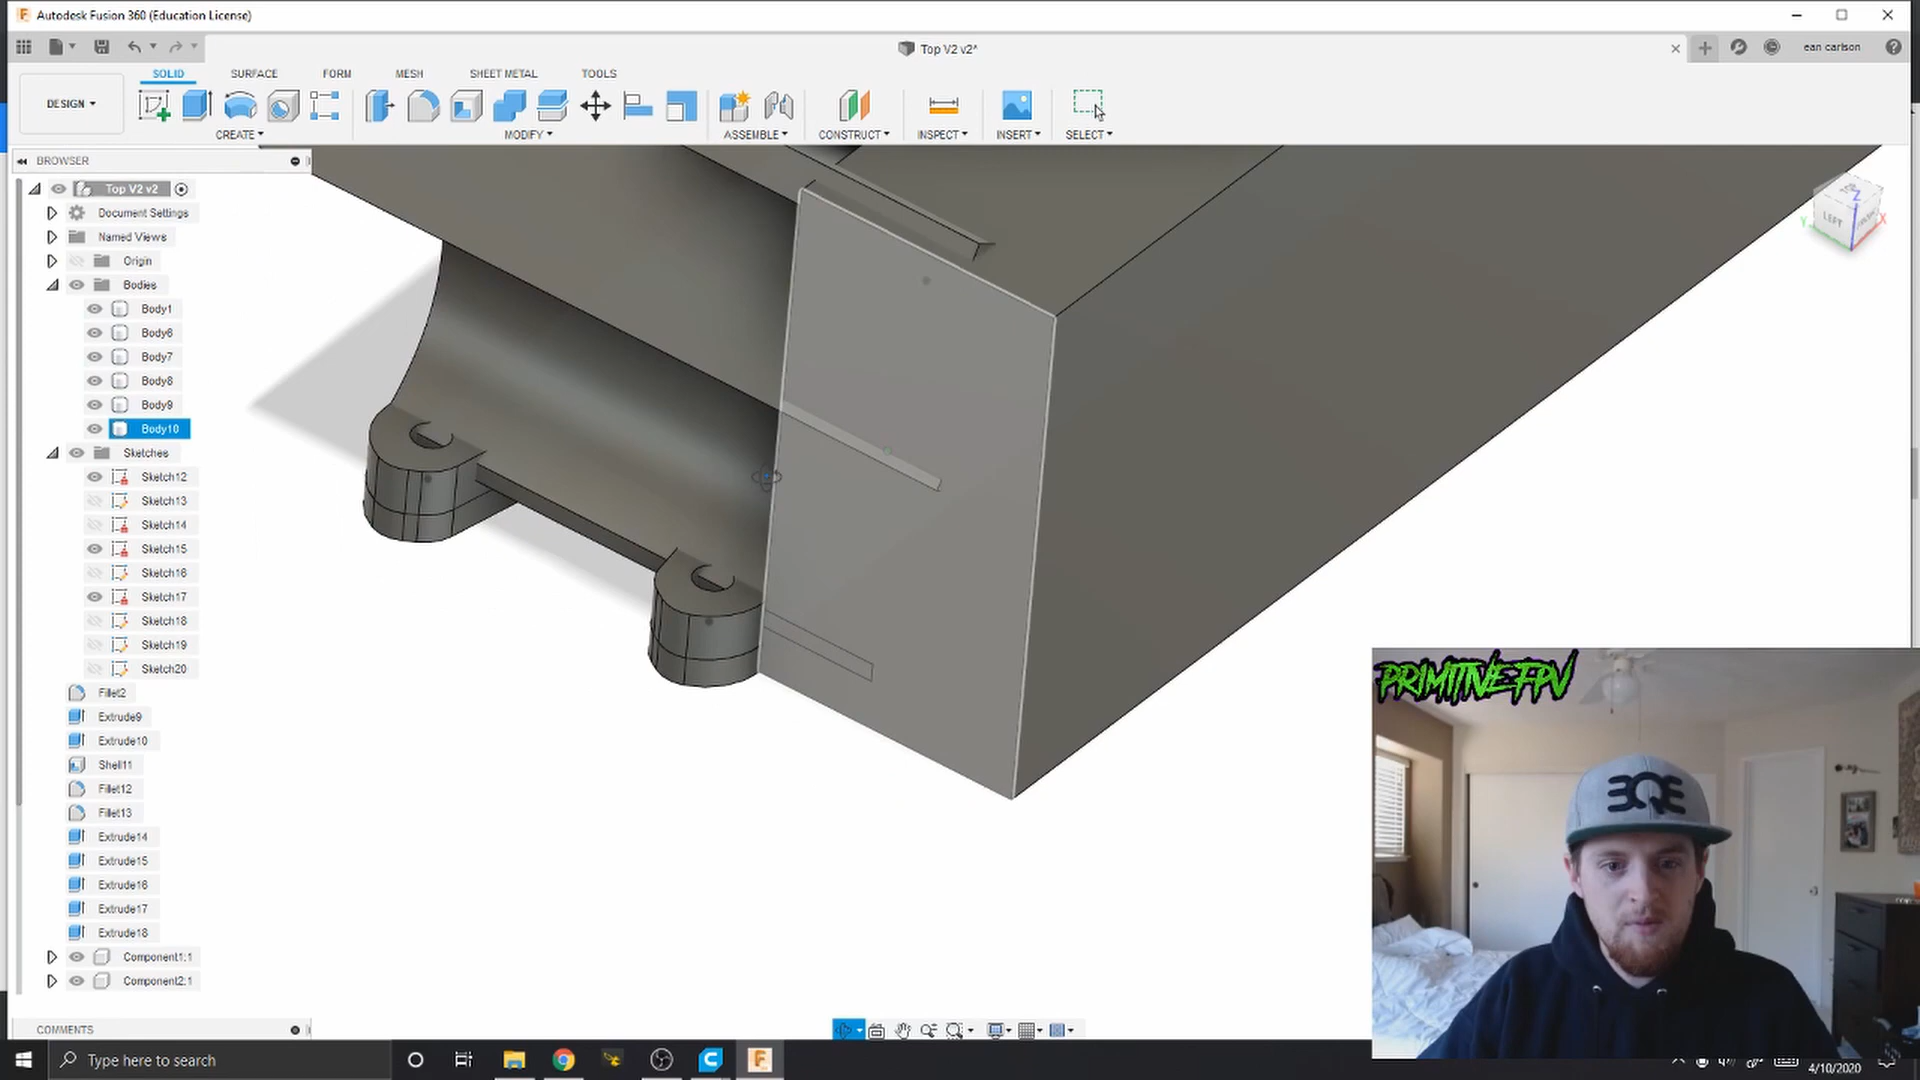 Autodesk Fusion 360 (Education License)
Top V2 v2*
ean carlson
DESIGN
SOLID
SURFACE
FORM
MESH
SHEET METAL
TOOLS
CREATE
MODIFY
ASSEMBLE
CONSTRUCT
INSPECT
INSERT
SELECT
BROWSER
Top V2 v2
Document Settings
Named Views
Origin
Bodies
Body1
Body6
Body7
Body8
Body9
Body10
Sketches
Sketch12
Sketch13
Sketch14
Sketch15
Sketch16
Sketch17
Sketch18
Sketch19
Sketch20
Fillet2
Extrude9
Extrude10
Shell11
Fillet12
Fillet13
Extrude14
Extrude15
Extrude16
Extrude17
Extrude18
Component1:1
Component2:1
COMMENTS
LEFT
Z
X
Y
PRIMITIVE FPV
Type here to search
4/10/2020